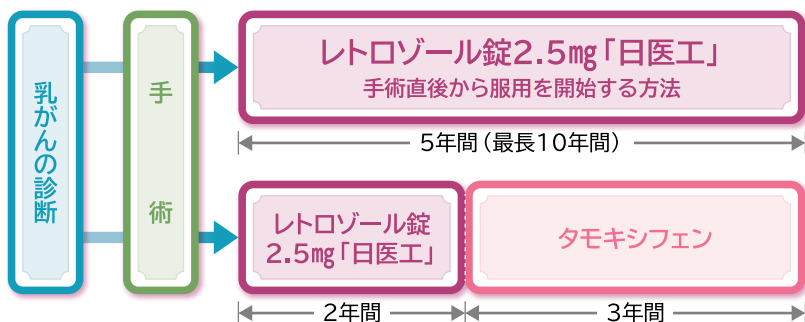 乳がんの診断
手術
レトロゾール錠2.5㎎「日医工」
手術直後から服用を開始する方法
5年間（最長10年間）
レトロゾール錠
2.5㎎「日医工」
タモキシフェン
2年間
3年間